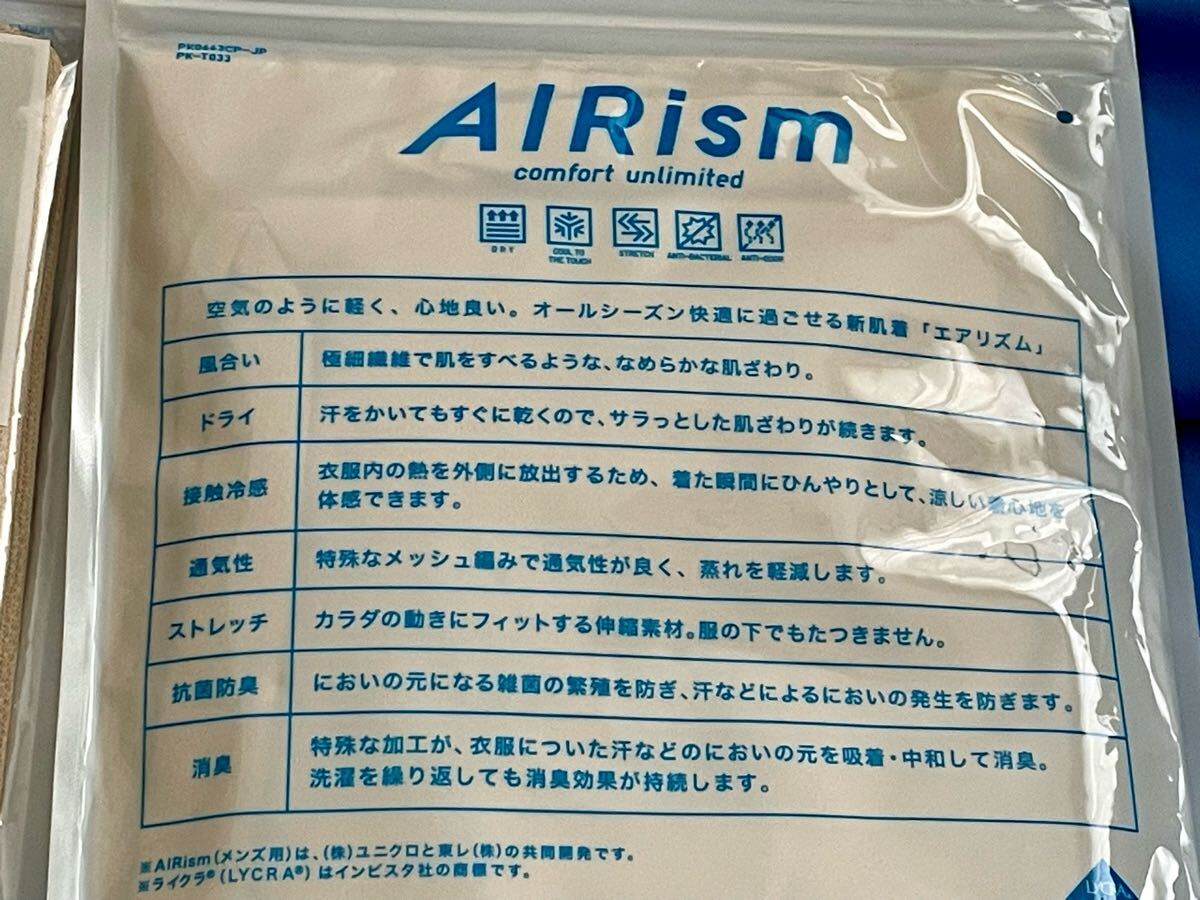 PK0663CP-JP
PK-T033
AIRism
comfort unlimited
DRY
COOL TO
THE TOUCH
STRETCH
ANTI-BACTERIAL
ANTI-ODOR
空気のように軽く、心地良い。オールシーズン快適に過ごせる新肌着「エアリズム」
風合い
極細繊維で肌をすべるような、なめらかな肌ざわり。
ドライ
汗をかいてもすぐに乾くので、サラっとした肌ざわりが続きます。
接触冷感
衣服内の熱を外側に放出するため、着た瞬間にひんやりとして、涼しい着心地を
体感できます。
通気性
特殊なメッシュ編みで通気性が良く、蒸れを軽減します。
ストレッチ
カラダの動きにフィットする伸縮素材。服の下でもたつきません。
抗菌防臭
においの元になる雑菌の繁殖を防ぎ、汗などによるにおいの発生を防ぎます。
消臭
特殊な加工が、衣服についた汗などのにおいの元を吸着・中和して消臭。
洗濯を繰り返しても消臭効果が持続します。
※AIRism(メンズ用)は、(株)ユニクロと東レ(株)の共同開発です。
※ライクラ®(LYCRA®)はインビスタ社の商標です。
LYCRA